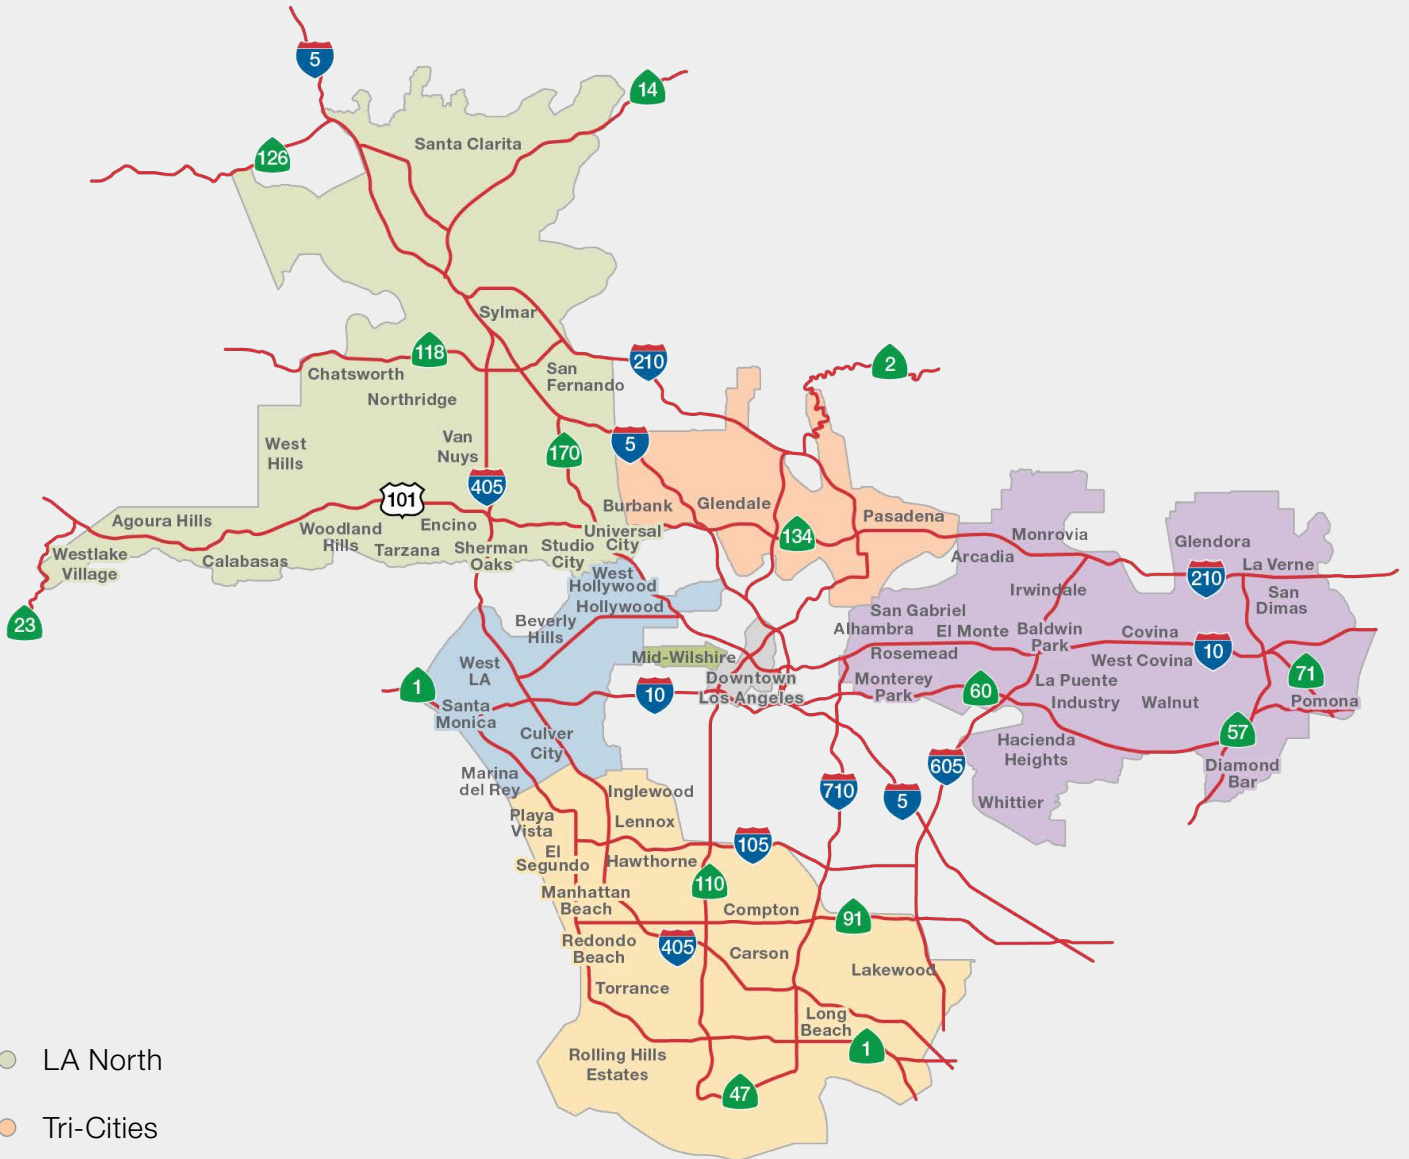 5
14
126
Santa Clarita
Sylmar
118
210
2
Chatsworth
San
Fernando
Northridge
West
Hills
Van
Nuys
170
5
405
101
Burbank
Glendale
Pasadena
Agoura Hills
Woodland
Hills
Encino
Tarzana
Sherman
Oaks
Studio
City
Universal
City
134
Monrovia
Arcadia
Glendora
La Verne
210
San
Dimas
Irwindale
Westlake
Village
Calabasas
23
West
Hollywood
Hollywood
Beverly
Hills
San Gabriel
Alhambra
El Monte
Baldwin
Park
Covina
Rosemead
West Covina
10
Mid-Wilshire
West
LA
1
Downtown
Los Angeles
10
Monterey
Park
60
La Puente
Industry
Walnut
71
Pomona
Santa
Monica
Culver
City
57
Hacienda
Heights
605
Diamond
Bar
Marina
del Rey
Inglewood
710
5
Whittier
Playa
Vista
Lennox
El
Segundo
Hawthorne
105
110
Manhattan
Beach
Compton
91
Redondo
Beach
405
Carson
Lakewood
Torrance
Long
Beach
1
Rolling Hills
Estates
47
LA North
Tri-Cities